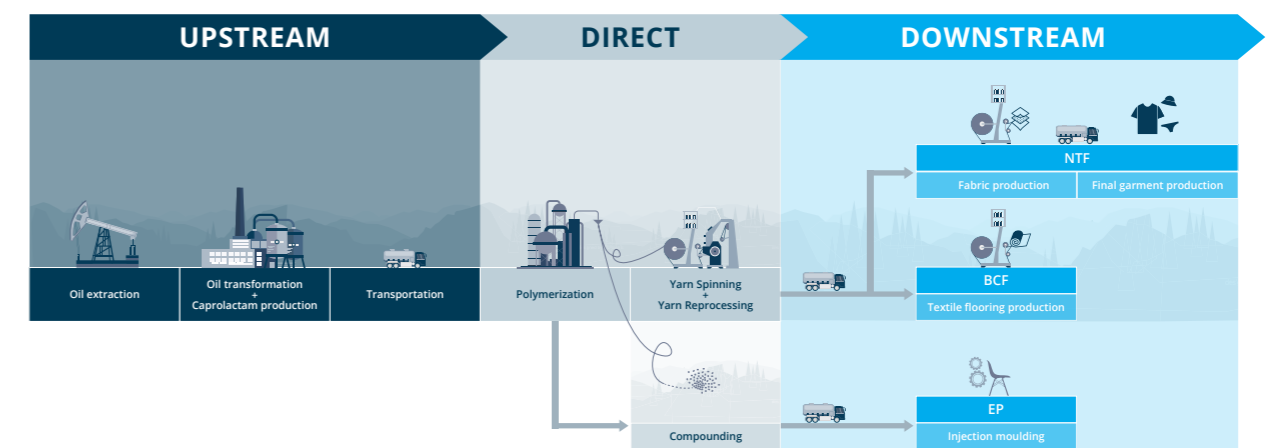 UPSTREAM
DIRECT
DOWNSTREAM
NTF
Fabric production
Final garment production
Oil extraction
Oil transformation
+
Caprolactam production
Transportation
Polymerization
Yarn Spinning
+
Yarn Reprocessing
BCF
Textile flooring production
Compounding
EP
Injection moulding